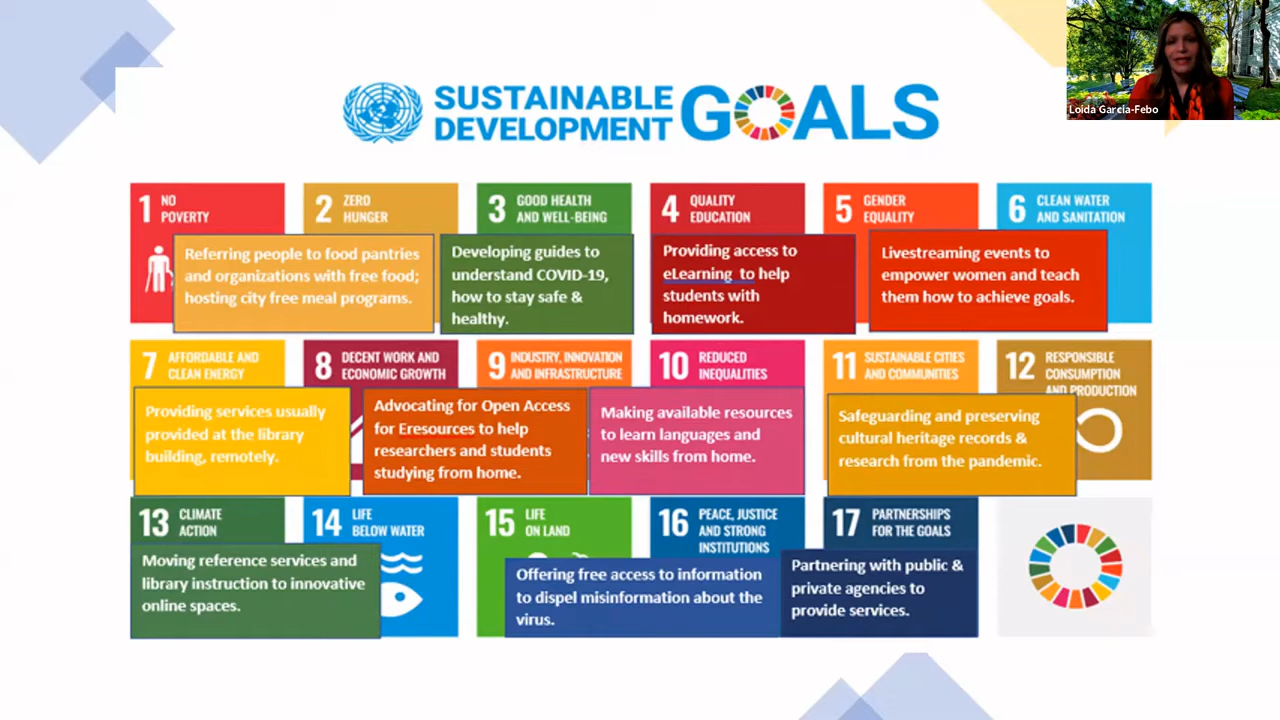 Loida Garcia-Febo
SUSTAINABLE
DEVELOPMENT
GOALS
1 NO
POVERTY
2 ZERO
HUNGER
3 GOOD HEALTH
AND WELL-BEING
4 QUALITY
EDUCATION
5 GENDER
EQUALITY
6 CLEAN WATER
AND SANITATION
Referring people to food pantries
and organizations with free food;
hosting city free meal programs.
Developing guides to
understand COVID-19,
how to stay safe &
healthy.
Providing access to
eLearning to help
students with
homework.
Livestreaming events to
empower women and teach
them how to achieve goals.
7 AFFORDABLE AND
CLEAN ENERGY
8 DECENT WORK AND
ECONOMIC GROWTH
9 INDUSTRY, INNOVATION
AND INFRASTRUCTURE
10 REDUCED
INEQUALITIES
11 SUSTAINABLE CITIES
AND COMMUNITIES
12 RESPONSIBLE
CONSUMPTION
AND PRODUCTION
Providing services usually
provided at the library
building, remotely.
Advocating for Open Access
for Eresources to help
researchers and students
studying from home.
Making available resources
to learn languages and
new skills from home.
Safeguarding and preserving
cultural heritage records &
research from the pandemic.
13 CLIMATE
ACTION
14 LIFE
BELOW WATER
15 LIFE
ON LAND
16 PEACE, JUSTICE
AND STRONG
INSTITUTIONS
17 PARTNERSHIPS
FOR THE GOALS
Moving reference services and
library instruction to innovative
online spaces.
Offering free access to information
to dispel misinformation about the
virus.
Partnering with public &
private agencies to
provide services.